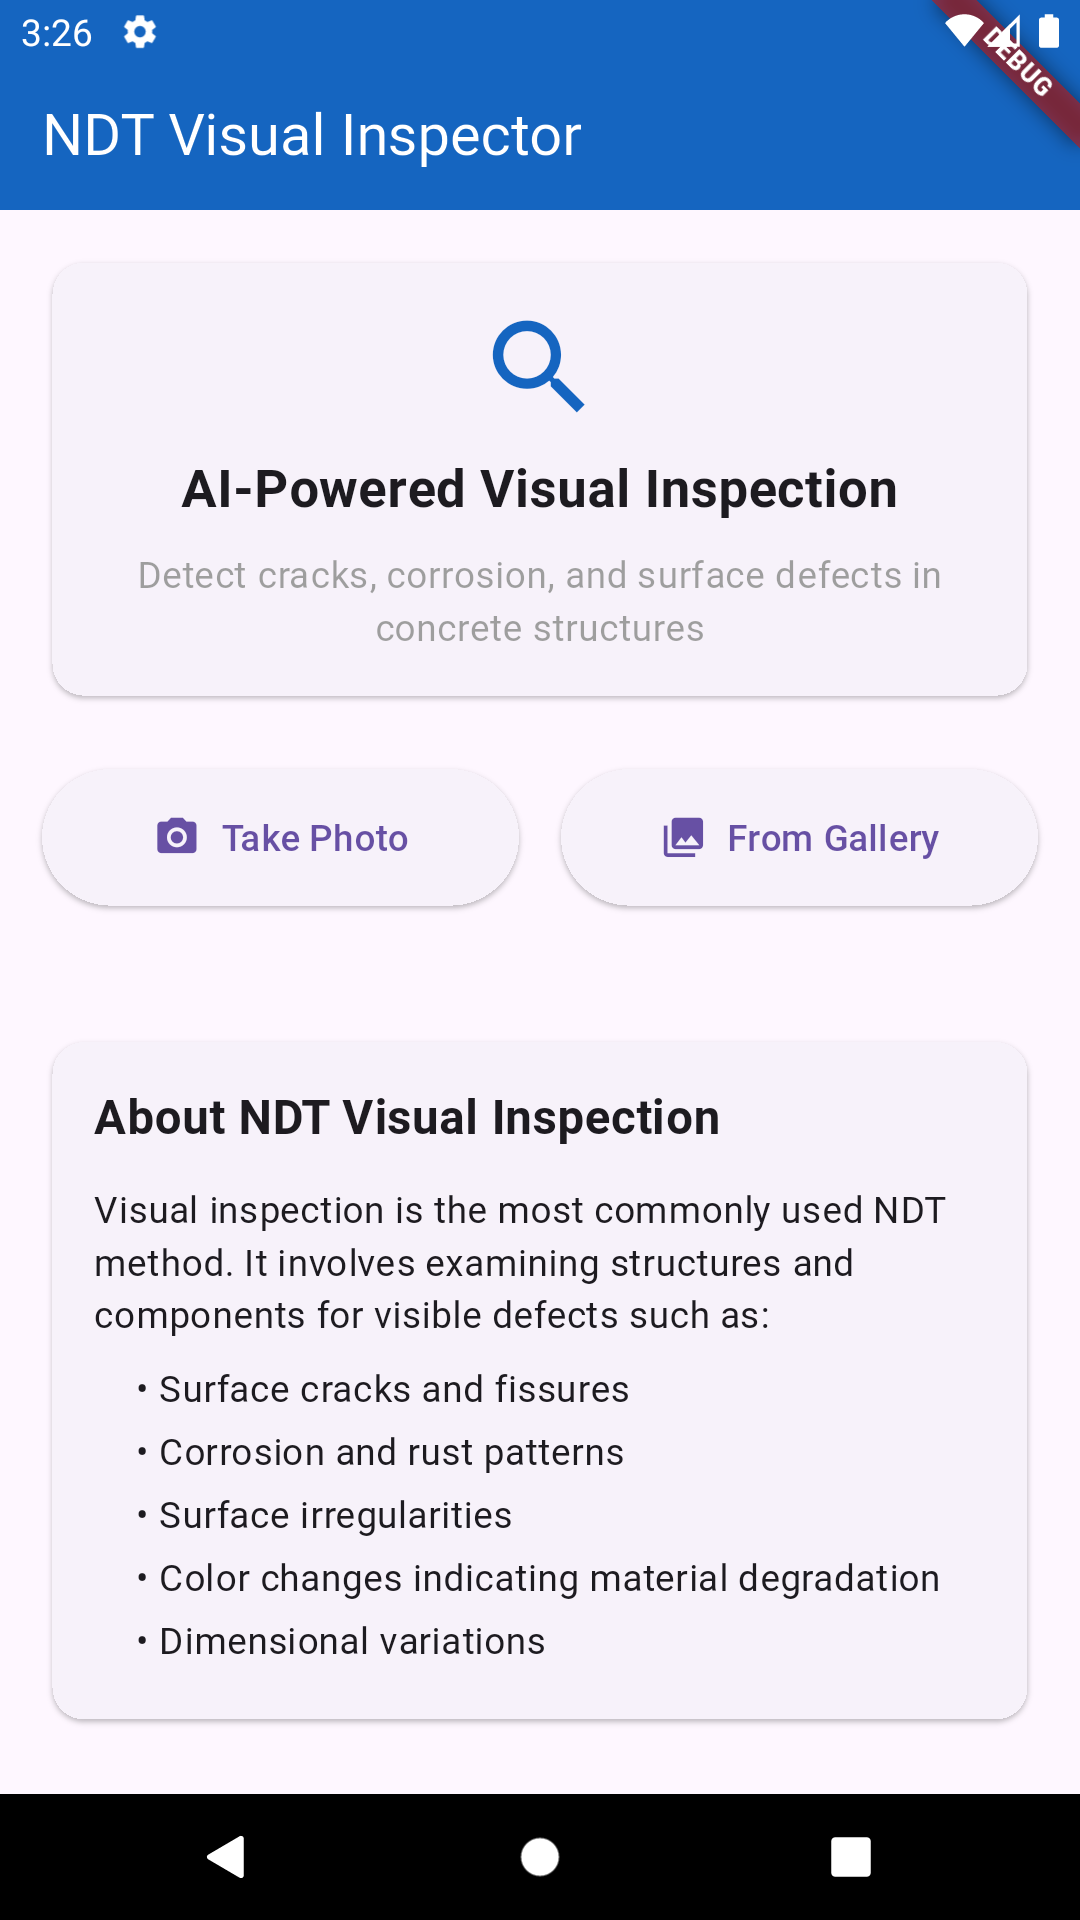 3:26
DEBUG
NDT Visual Inspector
AI-Powered Visual Inspection
Detect cracks, corrosion, and surface defects in
concrete structures
Take Photo
From Gallery
About NDT Visual Inspection
Visual inspection is the most commonly used NDT
method. It involves examining structures and
components for visible defects such as:
• Surface cracks and fissures
• Corrosion and rust patterns
• Surface irregularities
• Color changes indicating material degradation
• Dimensional variations